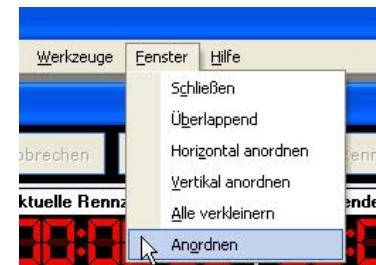 Werkzeuge Fenster Hilfe
Schließen
Überlappend
Horizontal anordnen
Vertikal anordnen
Alle verkleinern
Anordnen